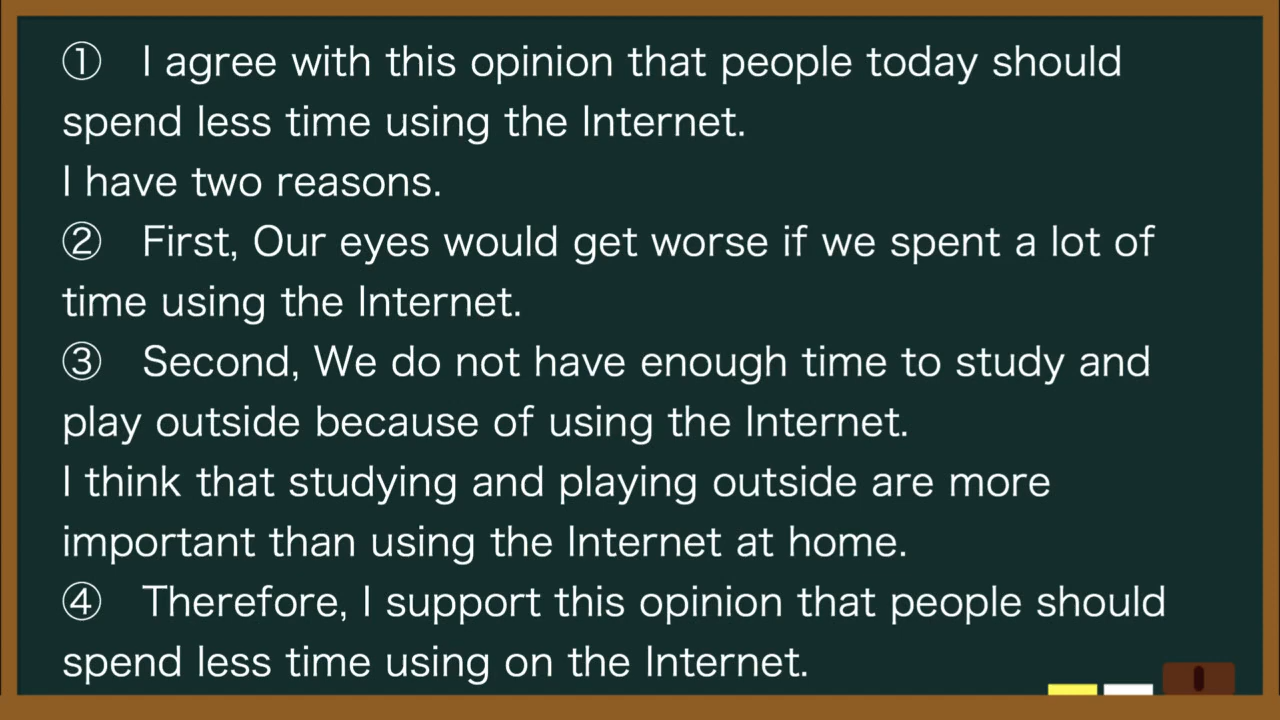 ① I agree with this opinion that people today should
spend less time using the Internet.
I have two reasons.
② First, Our eyes would get worse if we spent a lot of
time using the Internet.
③ Second, We do not have enough time to study and
play outside because of using the Internet.
I think that studying and playing outside are more
important than using the Internet at home.
④ Therefore, I support this opinion that people should
spend less time using on the Internet.